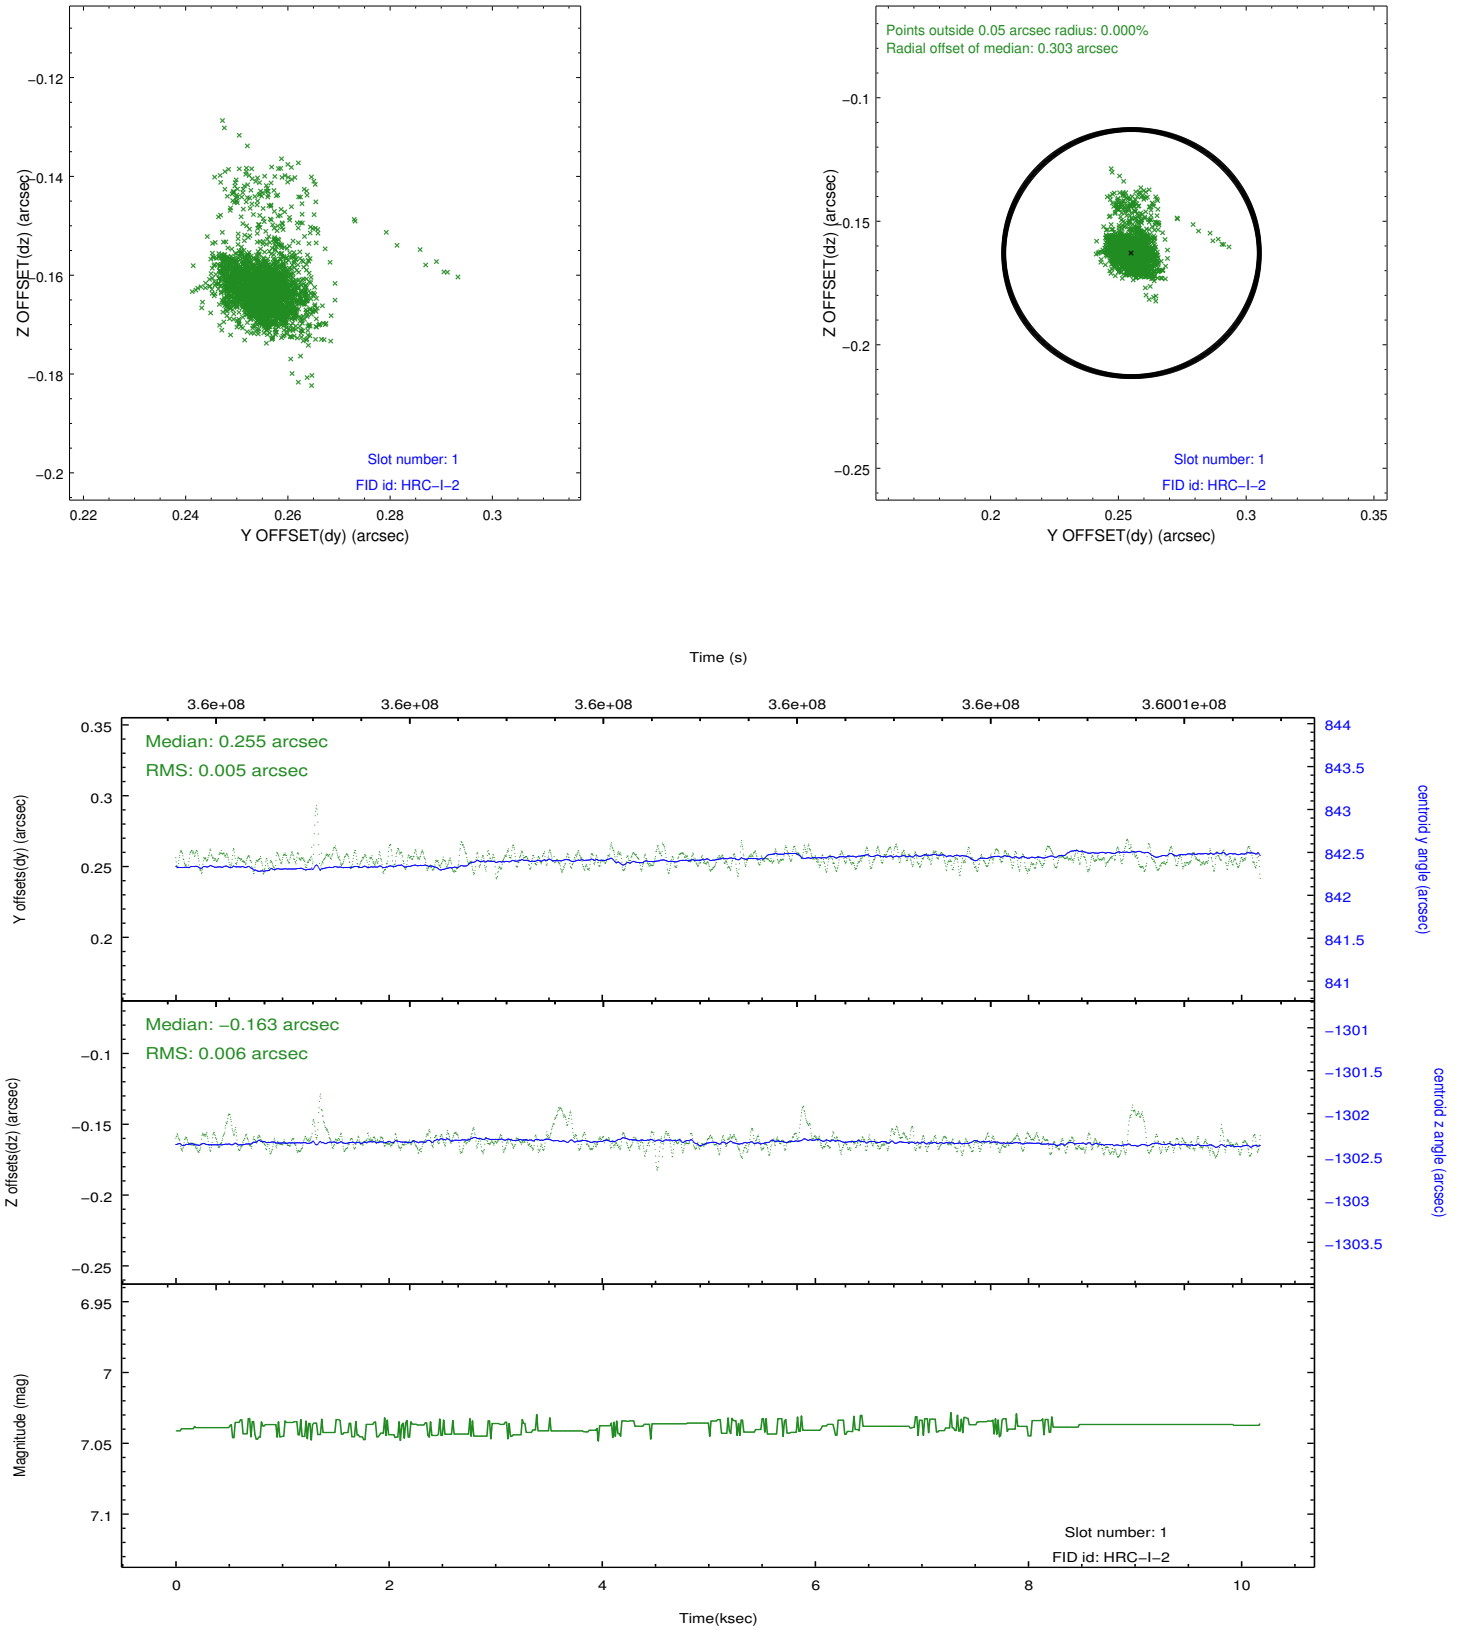 −0.12
−0.14
−0.16
−0.18
−0.2
Z OFFSET(dz) (arcsec)
0.22 0.24 0.26 0.28 0.3
Y OFFSET(dy) (arcsec)
Slot number: 1
FID id: HRC−I−2
Points outside 0.05 arcsec radius: 0.000%
Radial offset of median: 0.303 arcsec
−0.1
−0.15
−0.2
−0.25
Z OFFSET(dz) (arcsec)
0.2 0.25 0.3 0.35
Y OFFSET(dy) (arcsec)
Slot number: 1
FID id: HRC−I−2
Time (s)
3.6e+08 3.6e+08 3.6e+08 3.6e+08 3.6e+08 3.6001e+08
Median: 0.255 arcsec
RMS: 0.005 arcsec
0.35
0.3
0.25
0.2
Y offsets(dy) (arcsec)
844
843.5
843
842.5
842
841.5
841
centroid y angle (arcsec)
Median: −0.163 arcsec
RMS: 0.006 arcsec
−0.1
−0.15
−0.2
−0.25
Z offsets(dz) (arcsec)
−1301
−1301.5
−1302
−1302.5
−1303
−1303.5
centroid z angle (arcsec)
6.95
7
7.05
7.1
Magnitude (mag)
Slot number: 1
FID id: HRC−I−2
0 2 4 6 8 10
Time(ksec)